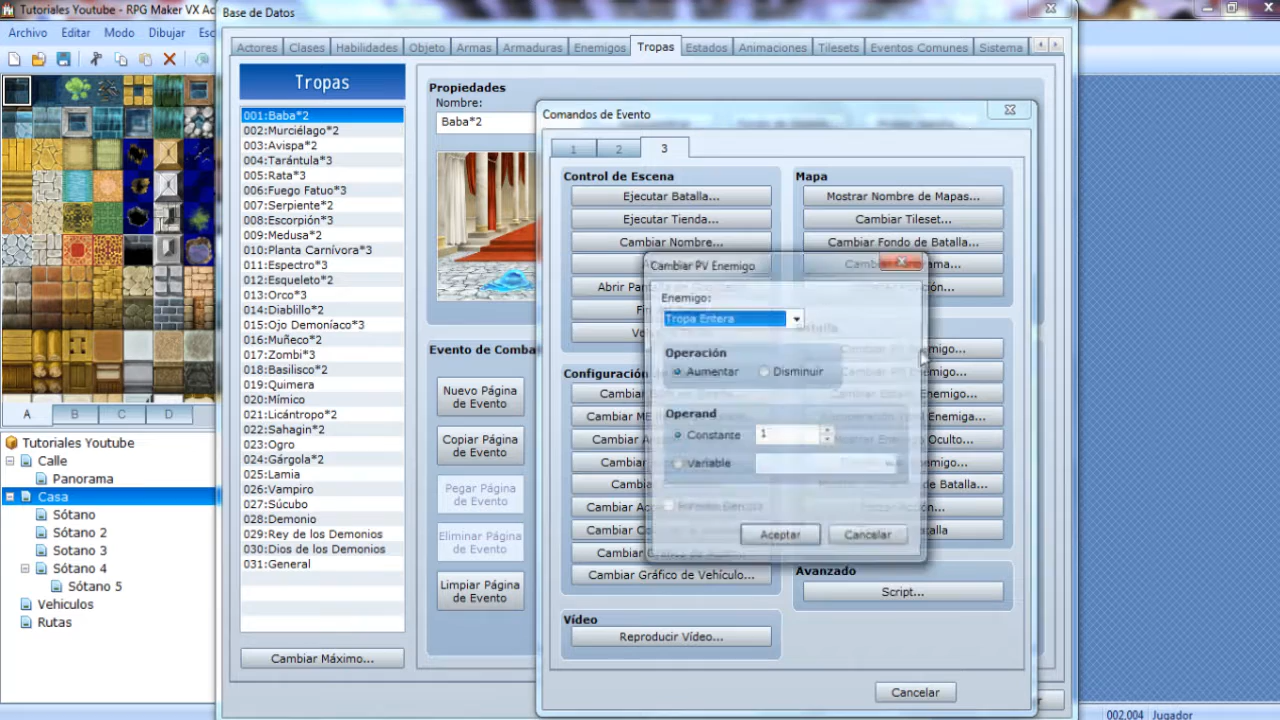 Tutoriales Youtube - RPG Maker VX Ac
Archivo Editar Modo Dibujar Esc
A B C D
Tutoriales Youtube
Calle
Panorama
Casa
Sótano
Sótano 2
Sótano 3
Sótano 4
Sótano 5
Vehiculos
Rutas
Base de Datos
Actores Clases Habilidades Objeto Armas Armaduras Enemigos Tropas Estados Animaciones Tilesets Eventos Comunes Sistema
Tropas
001:Baba*2
002:Murciélago*2
003:Avispa*2
004:Tarántula*3
005:Rata*3
006:Fuego Fatuo*3
007:Serpiente*2
008:Escorpión*3
009:Medusa*2
010:Planta Carnívora*3
011:Espectro*3
012:Esqueleto*2
013:Orco*3
014:Diablillo*2
015:Ojo Demoníaco*3
016:Muñeco*2
017:Zombi*3
018:Basilisco*2
019:Quimera
020:Mímico
021:Licántropo*2
022:Sahagin*2
023:Ogro
024:Gárgola*2
025:Lamia
026:Vampiro
027:Súcubo
028:Demonio
029:Rey de los Demonios
030:Dios de los Demonios
031:General
Cambiar Máximo...
Propiedades
Nombre:
Baba*2
Evento de Comba
Nuevo Página
de Evento
Copiar Página
de Evento
Pegar Página
de Evento
Eliminar Página
de Evento
Limpiar Página
de Evento
Comandos de Evento
1 2 3
Control de Escena
Ejecutar Batalla...
Ejecutar Tienda...
Cambiar Nombre...
Abrir Pant
Configuración
Cambiar Gráfico de Vehículo...
Vídeo
Reproducir Vídeo...
Mapa
Mostrar Nombre de Mapas...
Cambiar Tileset...
Cambiar Fondo de Batalla...
Avanzado
Script...
Cancelar
Cambiar PV Enemigo
Enemigo:
Tropa Entera
Operación
Aumentar Disminuir
Operand
Constante 1
Variable
Aceptar Cancelar
002,004 Jugador